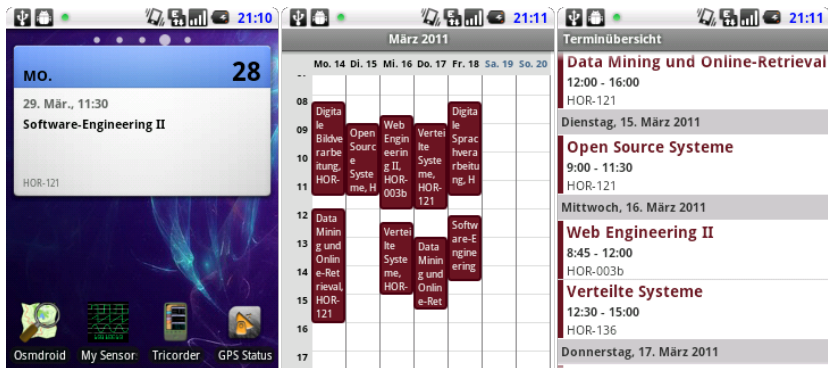 21:10
MO.
28
29. Mär., 11:30
Software-Engineering II
HOR-121
Osmdroid
My Sensor
Tricorder
GPS Status
21:11
März 2011
Mo. 14 Di. 15 Mi. 16 Do. 17 Fr. 18 Sa. 19 So. 20
08
09
10
11
12
13
14
15
16
17
Digita
le
Bildve
rarbe
itung,
HOR-
Data
Minin
g und
Onlin
e-Ret
rieval,
HOR-
121
Open
Sourc
e
Syste
me, H
Web
Engin
eerin
g II,
HOR-
003b
Vertei
lte
Syste
me,
HOR-
Vertei
lte
Syste
me,
HOR-
121
Data
Minin
g und
Onlin
e-Ret
Digita
le
Sprac
hvera
rbeitu
ng, H
Softw
are-E
ngine
ering
21:11
Terminübersicht
Data Mining und Online-Retrieval
12:00 - 16:00
HOR-121
Dienstag, 15. März 2011
Open Source Systeme
9:00 - 11:30
HOR-121
Mittwoch, 16. März 2011
Web Engineering II
8:45 - 12:00
HOR-003b
Verteilte Systeme
12:30 - 15:00
HOR-136
Donnerstag, 17. März 2011